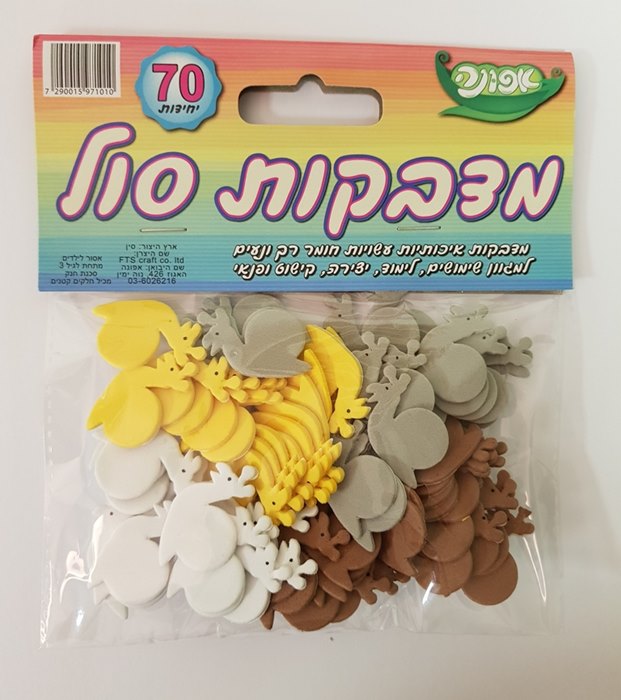 7 290015 971010
70
יחידות
אפונה
מדבקות סול
מדבקות איכותיות עשויות חומר רך ונעים
למגוון שימושים, לימוד, יצירה, קישוט ופנאי
ארץ היצור: סין
שם היצרן:
FTS craft co. ltd
שם היבואן: אפונה
האגוז 426, נוה ימין
03-6026216
אסור לילדים
מתחת לגיל 3
סכנת חנק
מכיל חלקים קטנים